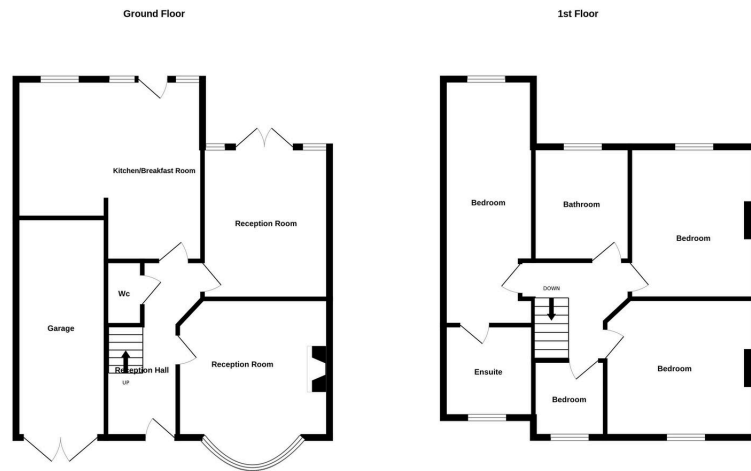 Ground Floor
Kitchen/Breakfast Room
Reception Room
Wc
Garage
Reception Room
Reception Hall
UP
1st Floor
Bedroom
Bathroom
Bedroom
DOWN
Ensuite
Bedroom
Bedroom